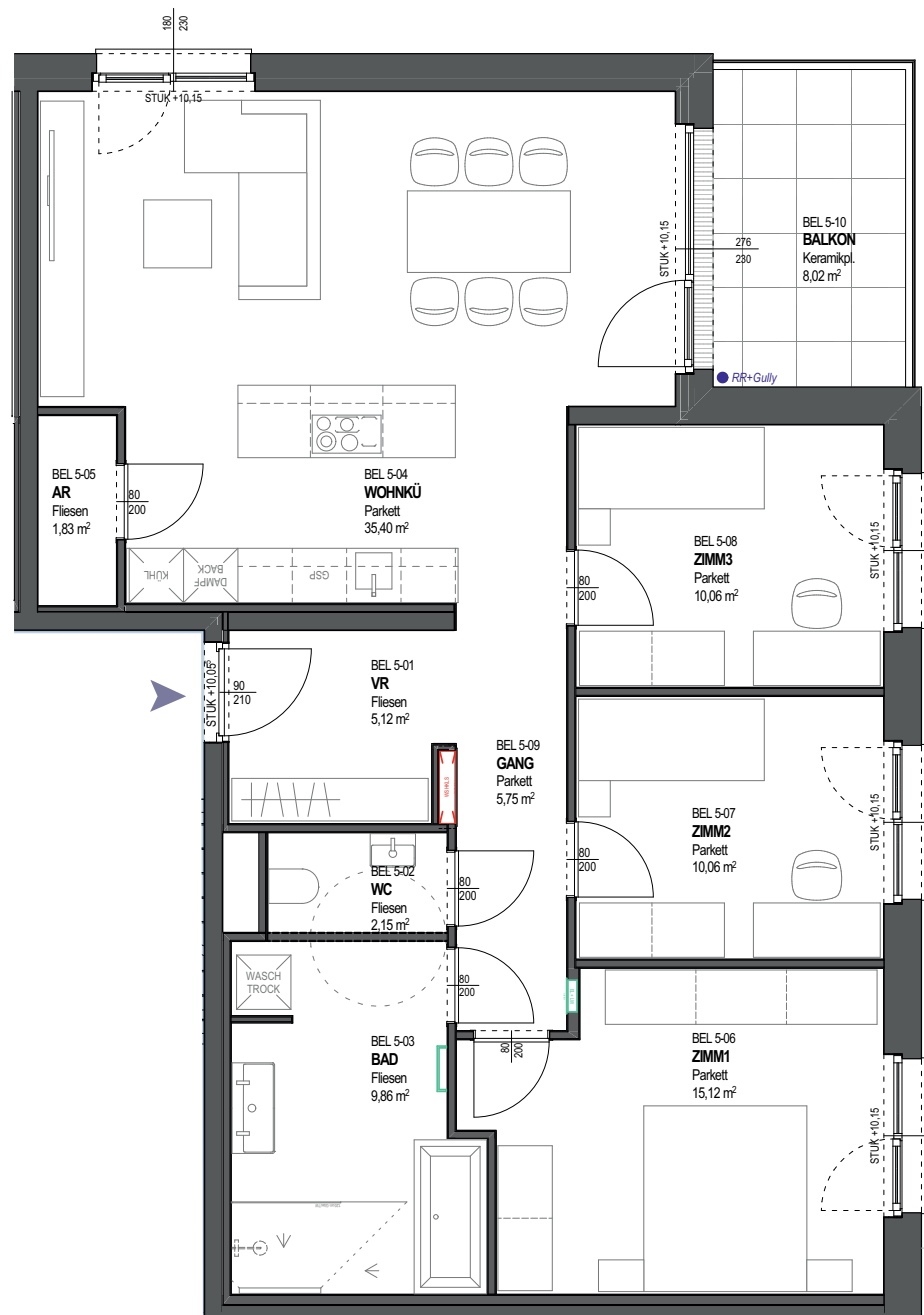 180
230
STUK +10,15
STUK +10,15
276
230
BEL 5-10
BALKON
Keramikpl.
8,02 m²
RR+Gully
BEL 5-05
AR
Fliesen
1,83 m²
80
200
BEL 5-04
WOHNKÜ
Parkett
35,40 m²
KÜHL
DAMPF
BACK
GSP
BEL 5-08
ZIMM3
Parkett
10,06 m²
80
200
STUK +10,15
STUK +10,05
90
210
BEL 5-01
VR
Fliesen
5,12 m²
BEL 5-09
GANG
Parkett
5,75 m²
BEL 5-07
ZIMM2
Parkett
10,06 m²
80
200
STUK +10,15
BEL 5-02
WC
Fliesen
2,15 m²
80
200
WASCH
TROCK
80
200
BEL 5-03
BAD
Fliesen
9,86 m²
80
200
BEL 5-06
ZIMM1
Parkett
15,12 m²
STUK +10,15